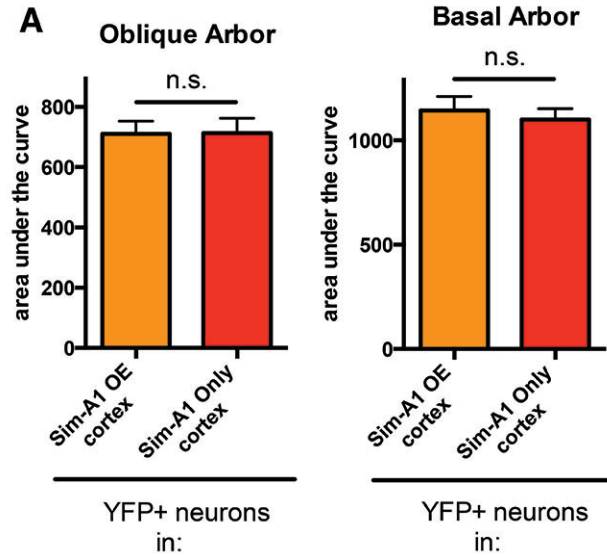 A
Oblique Arbor
n.s.
area under the curve
800
600
400
200
0
Sim-A1 OE
cortex
Sim-A1 Only
cortex
YFP+ neurons
in:
Basal Arbor
n.s.
area under the curve
1000
500
0
Sim-A1 OE
cortex
Sim-A1 Only
cortex
YFP+ neurons
in: